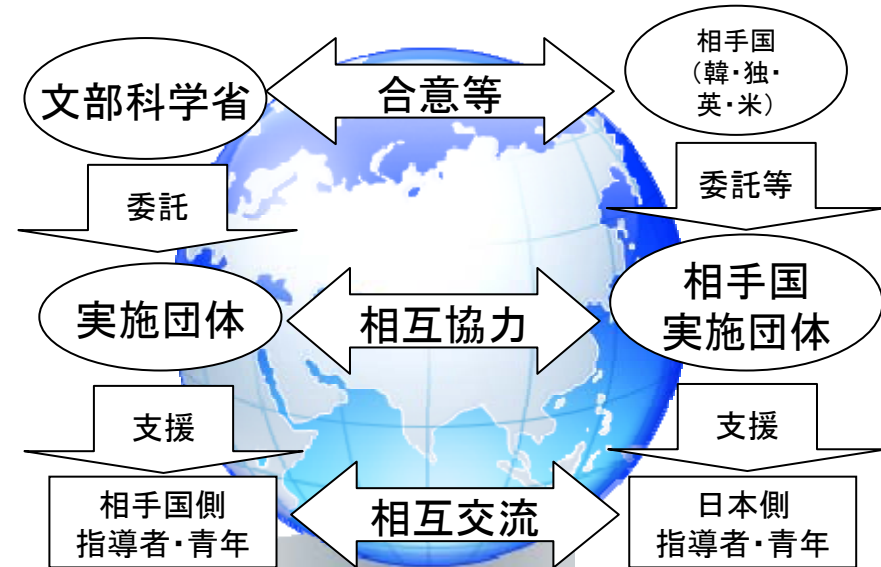 文部科学省
合意等
相手国
(韓・独・
英・米)
委託
委託等
実施団体
相互協力
相手国
実施団体
支援
支援
相手国側
指導者・青年
相互交流
日本側
指導者・青年